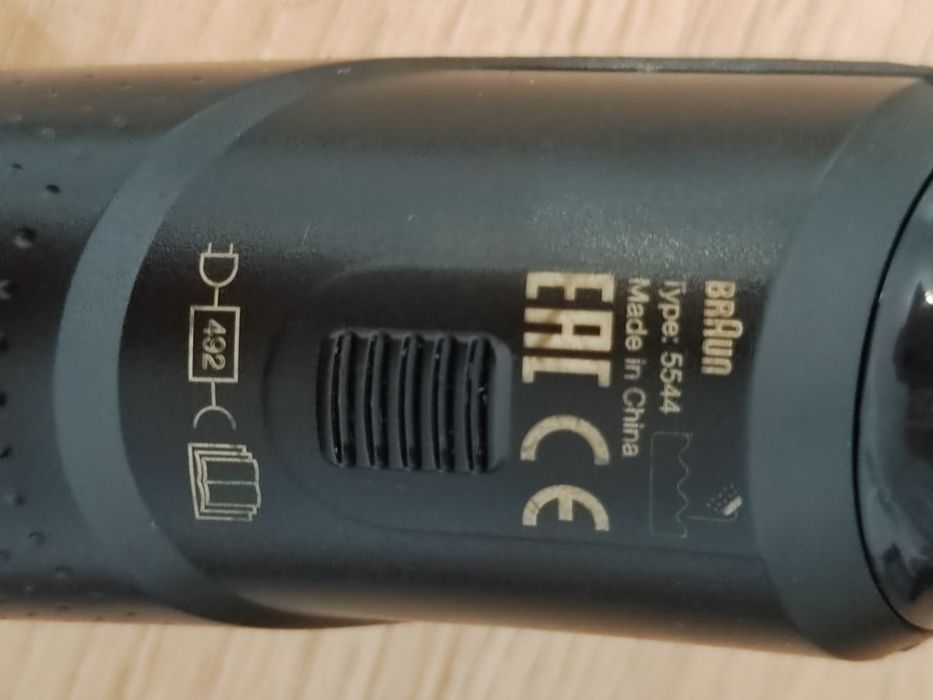 BRAUN
Type: 5544
Made in China
EAC CE
492